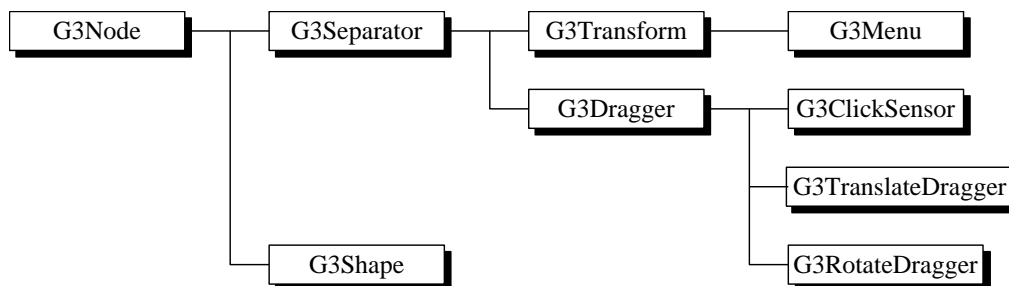 G3Node
G3Separator
G3Transform
G3Menu
G3Dragger
G3ClickSensor
G3TranslateDragger
G3Shape
G3RotateDragger